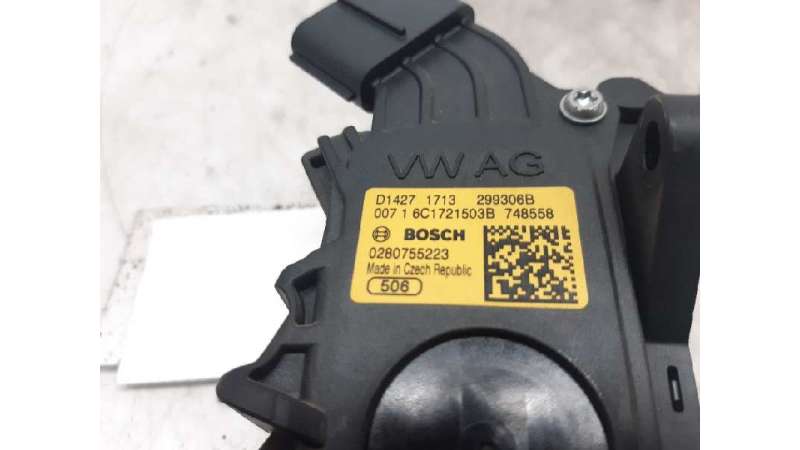 VW AG
D1427 1713 299306B
007 1 6C1721503B 748558
BOSCH
0280755223
Made in Czech Republic
506